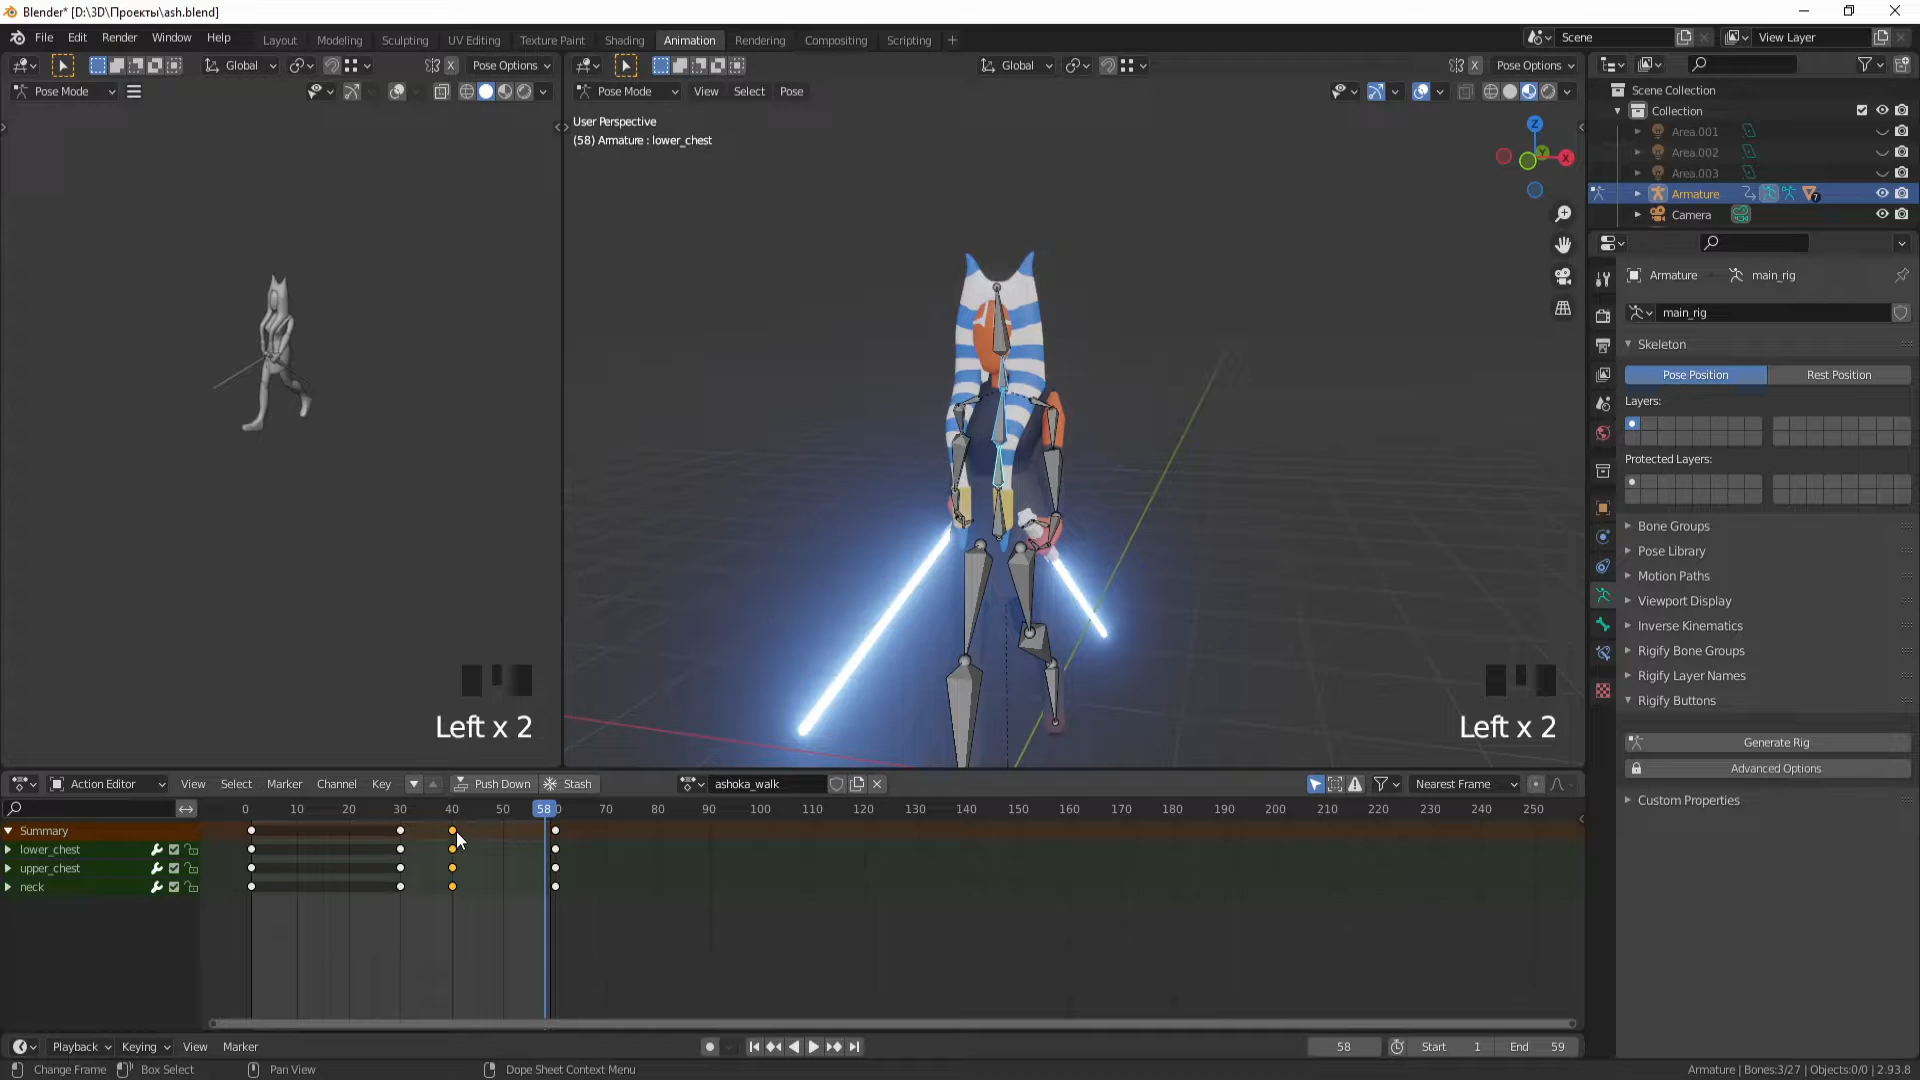 Blender* [D:\3D\Проекты\ash.blend]
File Edit Render Window Help Layout Modeling Sculpting UV Editing Texture Paint Shading Animation Rendering Compositing Scripting Scene View Layer
Global Pose Options Global Pose Options
Pose Mode Pose Mode View Select Pose
Scene Collection
Collection
Area.001
Area.002
Area.003
Armature 7
Camera
User Perspective
(58) Armature : lower_chest
Z
Y
X
Armature main_rig
main_rig
Skeleton
Pose Position Rest Position
Layers:
Protected Layers:
Bone Groups
Pose Library
Motion Paths
Viewport Display
Inverse Kinematics
Rigify Bone Groups
Rigify Layer Names
Rigify Buttons
Generate Rig
Advanced Options
Custom Properties
Left x 2 Left x 2
Action Editor View Select Marker Channel Key Push Down Stash ashoka_walk Nearest Frame
0 10 20 30 40 50 58 0 70 80 90 100 110 120 130 140 150 160 170 180 190 200 210 220 230 240 250
Summary
lower_chest
upper_chest
neck
Playback Keying View Marker 58 Start 1 End 59
Change Frame Box Select Pan View Dope Sheet Context Menu Armature | Bones:3/27 | Objects:0/0 | 2.93.8